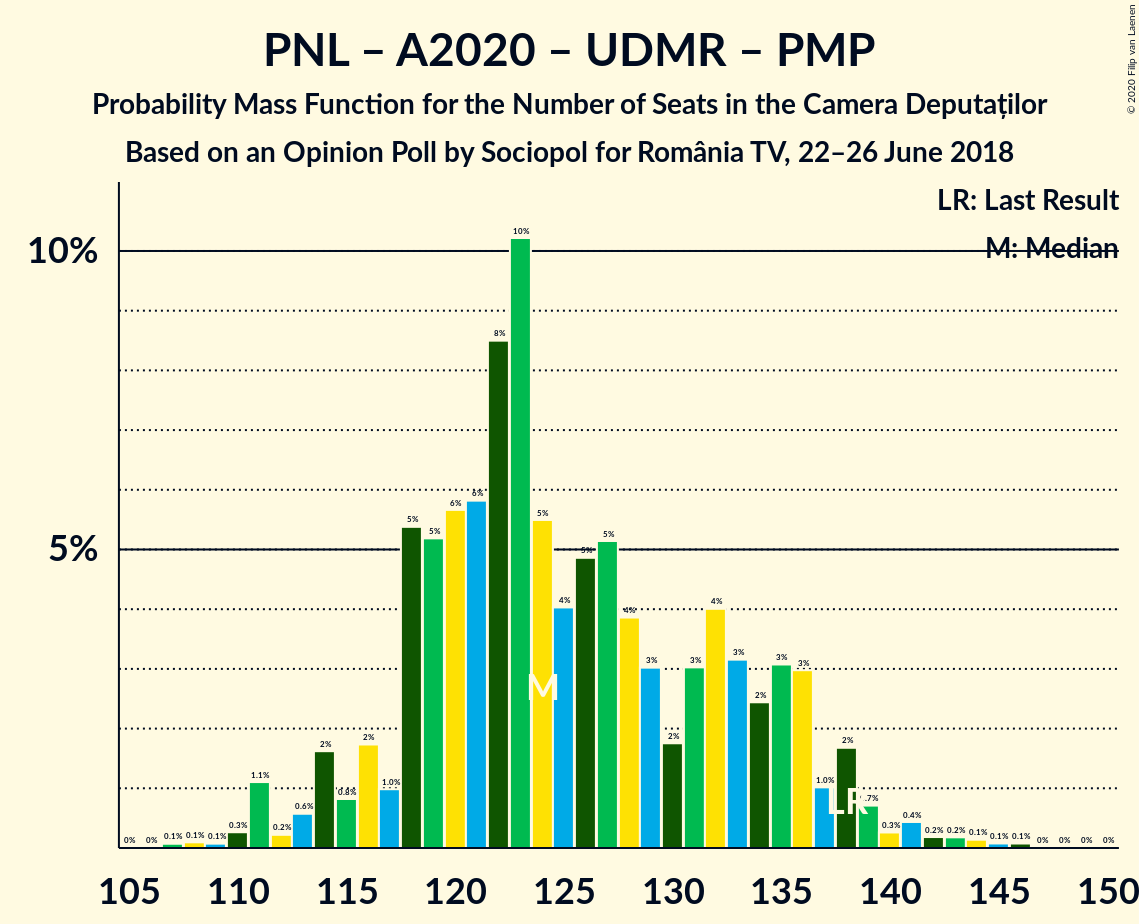 PNL – A2020 – UDMR – PMP
Probability Mass Function for the Number of Seats in the Camera Deputaților
Based on an Opinion Poll by Sociopol for România TV, 22–26 June 2018
© 2020 Filip van Laenen
LR: Last Result
M: Median
10%
5%
0% 0% 0.1% 0.1% 0.1% 0.3% 1.1% 0.2% 0.6% 2% 0.8% 2% 1.0% 5% 5% 6% 6% 8% 10% 5% 4% 5% 5% 4% 3% 2% 3% 4% 3% 2% 3% 3% 1.0% 2% .7% 0.3% 0.4% 0.2% 0.2% 0.1% 0.1% 0.1% 0% 0% 0% 0%
M
LR
105 110 115 120 125 130 135 140 145 150